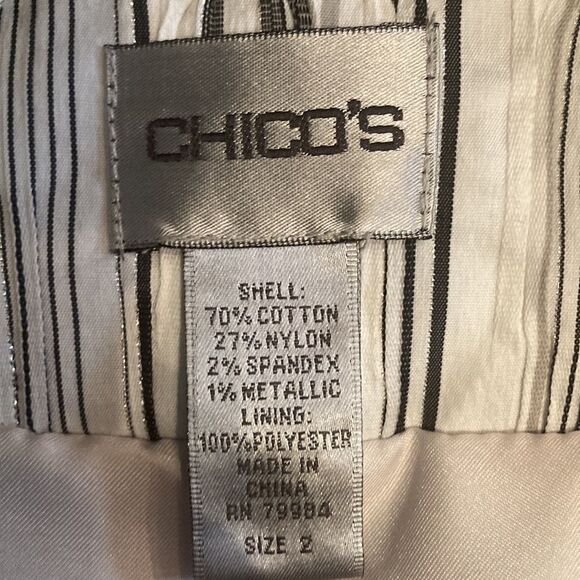 CHICO'S
SHELL:
70% COTTON
27% NYLON
2% SPANDEX
1% METALLIC
LINING:
100% POLYESTER
MADE IN
CHINA
RN 79984
SIZE 2